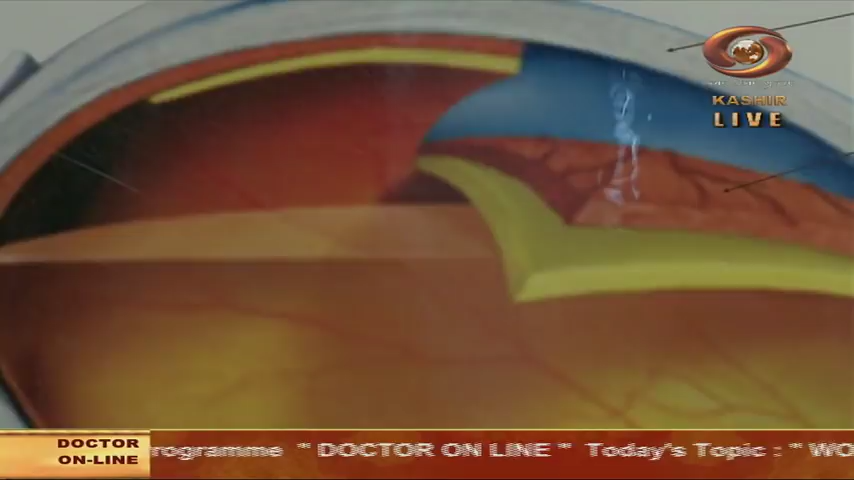 KASHIR
LIVE
DOCTOR
ON-LINE
rogramme " DOCTOR ON LINE " Today's Topic : " WO